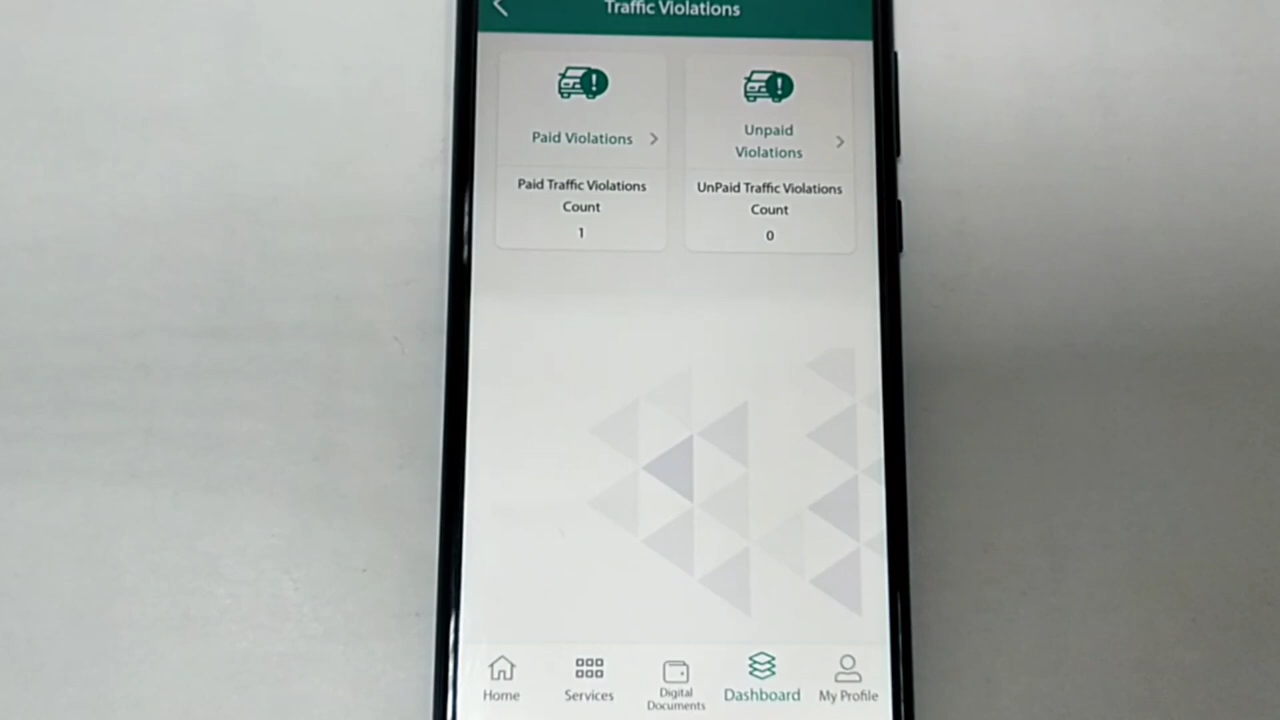 Traffic Violations
Paid Violations
Paid Traffic Violations
Count
1
Unpaid
Violations
UnPaid Traffic Violations
Count
0
Home
Services
Digital
Documents
Dashboard
My Profile